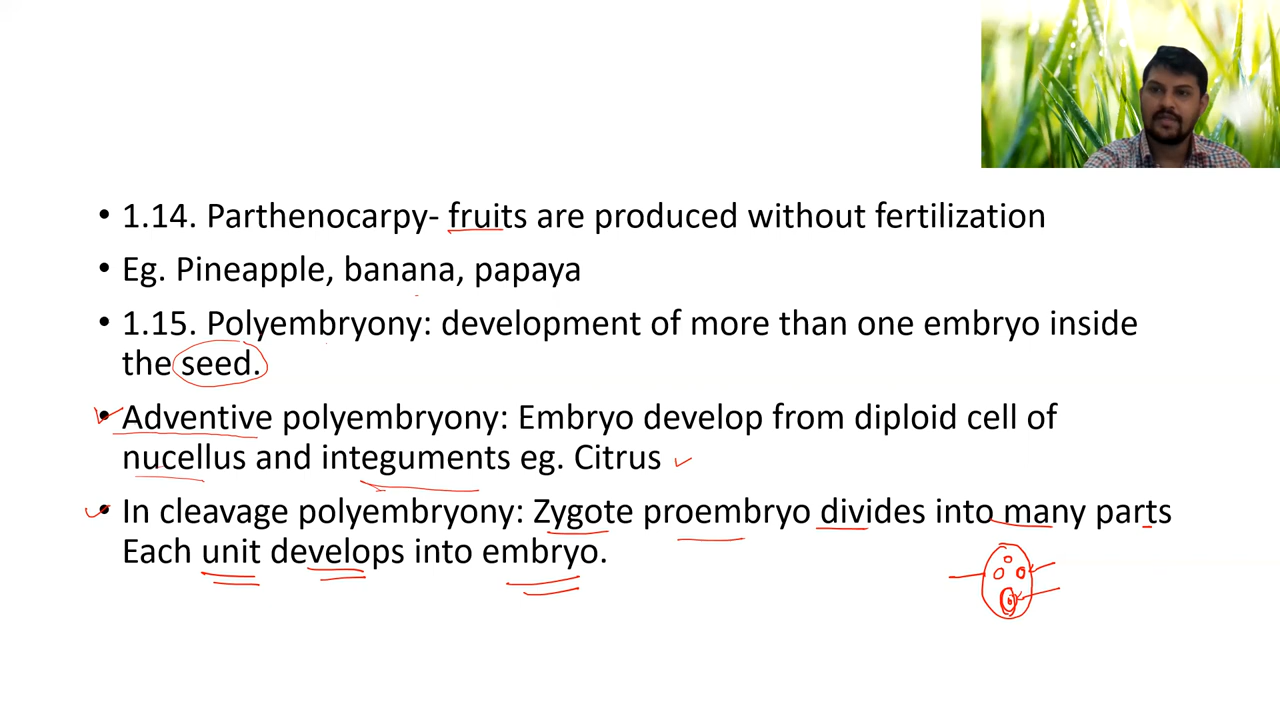 • 1.14. Parthenocarpy- fruits are produced without fertilization
• Eg. Pineapple, banana, papaya
• 1.15. Polyembryony: development of more than one embryo inside
the seed.
• Adventive polyembryony: Embryo develop from diploid cell of
nucellus and integuments eg. Citrus
• In cleavage polyembryony: Zygote proembryo divides into many parts
Each unit develops into embryo.